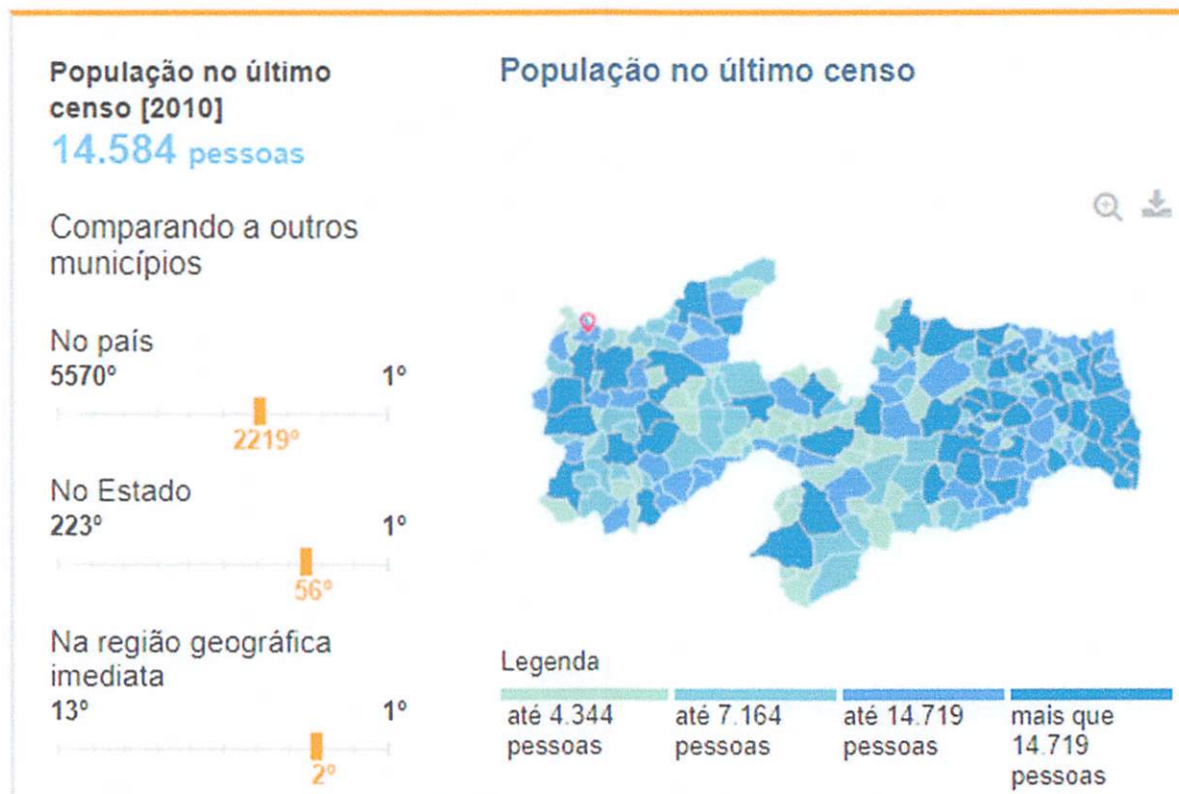 População no último
censo [2010]
14.584 pessoas
Comparando a outros
municípios
No país
5570º 1º
2219º
No Estado
223º 1º
56º
Na região geográfica
imediata
13º 1º
2º
População no último censo
Legenda
até 4.344
pessoas
até 7.164
pessoas
até 14.719
pessoas
mais que
14.719
pessoas